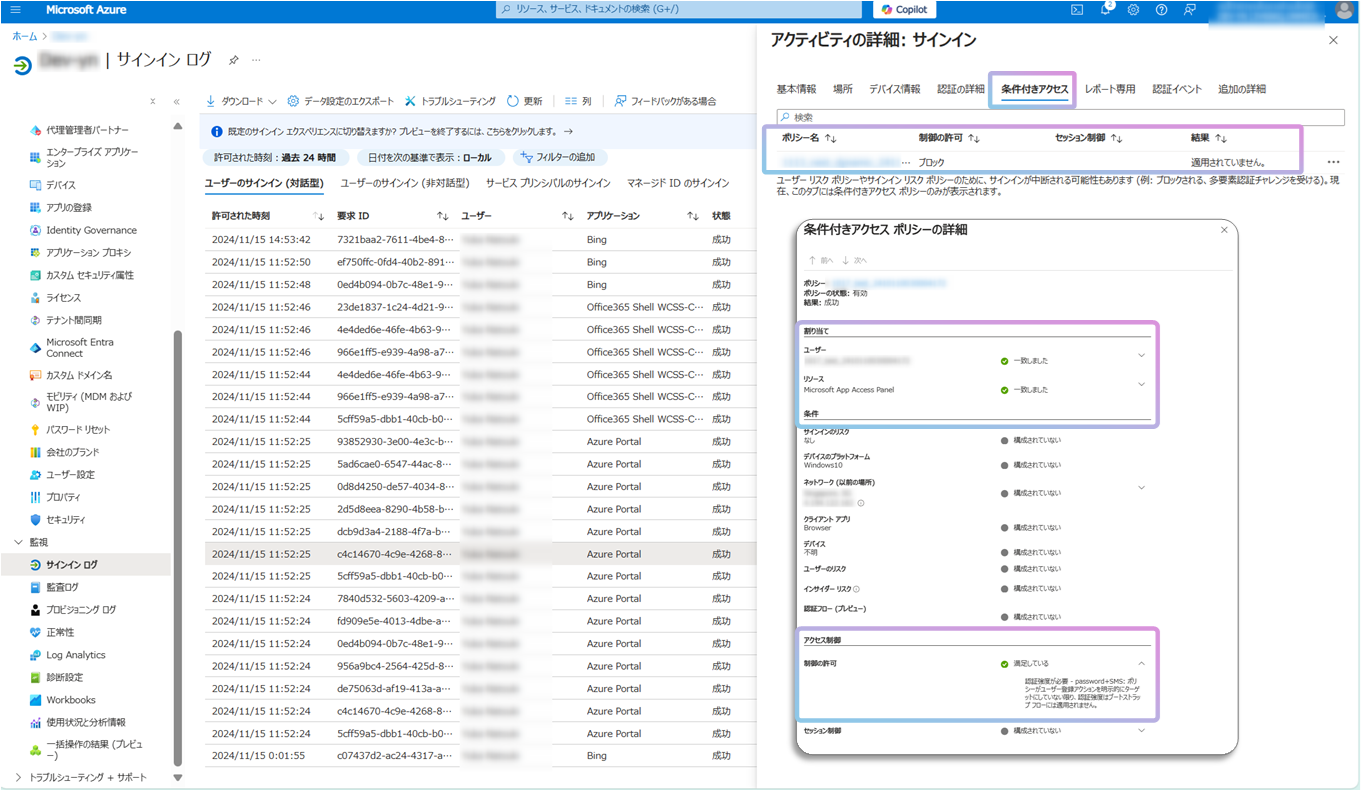 Microsoft Azure
リソース、サービス、ドキュメントの検索 (G+/)
Copilot
2
ホーム >
| サインイン ログ
ダウンロード
データ設定のエクスポート
トラブルシューティング
更新
列
フィードバックがある場合
既定のサインイン エクスペリエンスに切り替えますか? プレビューを終了するには、こちらをクリックします。 →
許可された時刻 : 過去 24 時間
日付を次の基準で表示 : ローカル
フィルターの追加
ユーザーのサインイン (対話型)
ユーザーのサインイン (非対話型)
サービス プリンシパルのサインイン
マネージド ID のサインイン
代理管理者パートナー
エンタープライズ アプリケー
ション
デバイス
アプリの登録
Identity Governance
アプリケーション プロキシ
カスタム セキュリティ属性
ライセンス
テナント間同期
Microsoft Entra
Connect
カスタム ドメイン名
モビリティ (MDM および
WIP)
パスワード リセット
会社のブランド
ユーザー設定
プロパティ
セキュリティ
監視
サインイン ログ
監査ログ
プロビジョニング ログ
正常性
Log Analytics
診断設定
Workbooks
使用状況と分析情報
一括操作の結果 (プレビュ
ー)
トラブルシューティング + サポート
許可された時刻 要求 ID ユーザー アプリケーション 状態
2024/11/15 14:53:42 7321baa2-7611-4be4-8··· Bing 成功
2024/11/15 11:52:50 ef750ffc-0fd4-40b2-891··· Bing 成功
2024/11/15 11:52:48 0ed4b094-0b7c-48e1-9··· Bing 成功
2024/11/15 11:52:46 23de1837-1c24-4d21-9··· Office365 Shell WCSS-C··· 成功
2024/11/15 11:52:46 4e4ded6e-46fe-4b63-9··· Office365 Shell WCSS-C··· 成功
2024/11/15 11:52:46 966e1ff5-e939-4a98-a7··· Office365 Shell WCSS-C··· 成功
2024/11/15 11:52:44 4e4ded6e-46fe-4b63-9··· Office365 Shell WCSS-C··· 成功
2024/11/15 11:52:44 966e1ff5-e939-4a98-a7··· Office365 Shell WCSS-C··· 成功
2024/11/15 11:52:44 5cff59a5-dbb1-40cb-b0··· Office365 Shell WCSS-C··· 成功
2024/11/15 11:52:25 93852930-3e00-4e3c-b··· Azure Portal 成功
2024/11/15 11:52:25 5ad6cae0-6547-44ac-8··· Azure Portal 成功
2024/11/15 11:52:25 0d8d4250-de57-4034-8··· Azure Portal 成功
2024/11/15 11:52:25 2d5d8eea-8290-4b58-b··· Azure Portal 成功
2024/11/15 11:52:25 dcb9d3a4-2188-4f7a-b··· Azure Portal 成功
2024/11/15 11:52:25 c4c14670-4c9e-4268-8··· Azure Portal 成功
2024/11/15 11:52:25 5cff59a5-dbb1-40cb-b0··· Azure Portal 成功
2024/11/15 11:52:24 7840d532-5603-4209-a··· Azure Portal 成功
2024/11/15 11:52:24 fd909e5e-4013-4dbe-a··· Azure Portal 成功
2024/11/15 11:52:24 0ed4b094-0b7c-48e1-9··· Azure Portal 成功
2024/11/15 11:52:24 956a9bc4-2564-425d-8··· Azure Portal 成功
2024/11/15 11:52:24 de75063d-af19-413a-a··· Azure Portal 成功
2024/11/15 11:52:24 c4c14670-4c9e-4268-8··· Azure Portal 成功
2024/11/15 11:52:24 5cff59a5-dbb1-40cb-b0··· Azure Portal 成功
2024/11/15 0:01:55 c07437d2-ac24-4317-a··· Bing 成功
アクティビティの詳細: サインイン
基本情報 場所 デバイス情報 認証の詳細 条件付きアクセス レポート専用 認証イベント 追加の詳細
検索
ポリシー名 制御の許可 セッション制御 結果
ブロック 適用されていません。
ユーザー リスク ポリシーやサインイン リスク ポリシーのために、サインインが中断される可能性もあります (例: ブロックされる、多要素認証チャレンジを受ける)。現
在、このタブには条件付きアクセス ポリシーのみが表示されます。
条件付きアクセス ポリシーの詳細
前へ 次へ
ポリシー
ポリシーの状態: 有効
結果: 成功
割り当て
ユーザー
一致しました
リソース
Microsoft App Access Panel
一致しました
条件
サインインのリスク
なし
構成されていない
デバイスのプラットフォーム
Windows10
構成されていない
ネットワーク (以前の場所)
構成されていない
クライアント アプリ
Browser
構成されていない
デバイス
不明
構成されていない
ユーザーのリスク
構成されていない
インサイダー リスク
構成されていない
認証フロー (プレビュー)
構成されていない
アクセス制御
制御の許可
満足している
認証強度が必要 - password+SMS: ポリ
シーがユーザー登録アクションを明示的にターゲ
ットにしていない限り、認証強度はブートストラッ
プ フローには適用されません。
セッション制御
構成されていない